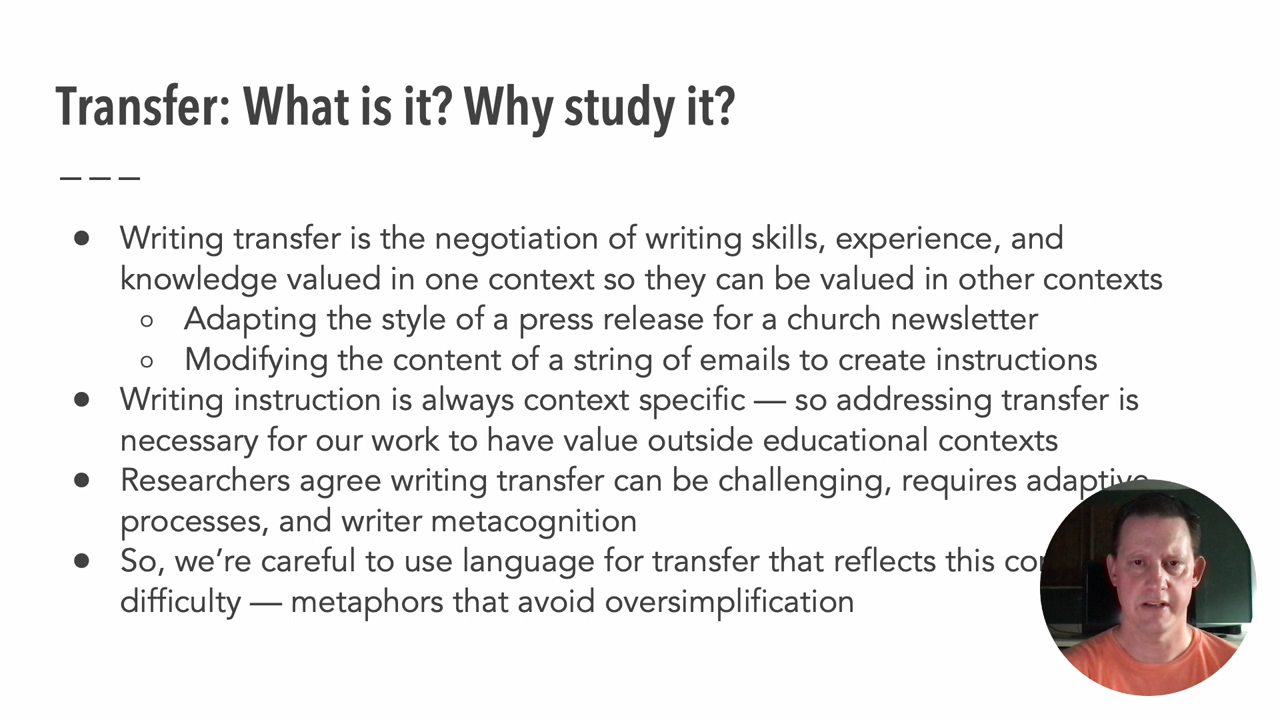 Transfer: What is it? Why study it?
● Writing transfer is the negotiation of writing skills, experience, and
knowledge valued in one context so they can be valued in other contexts
○ Adapting the style of a press release for a church newsletter
○ Modifying the content of a string of emails to create instructions
● Writing instruction is always context specific — so addressing transfer is
necessary for our work to have value outside educational contexts
● Researchers agree writing transfer can be challenging, requires adaptive
processes, and writer metacognition
● So, we’re careful to use language for transfer that reflects this
difficulty — metaphors that avoid oversimplification